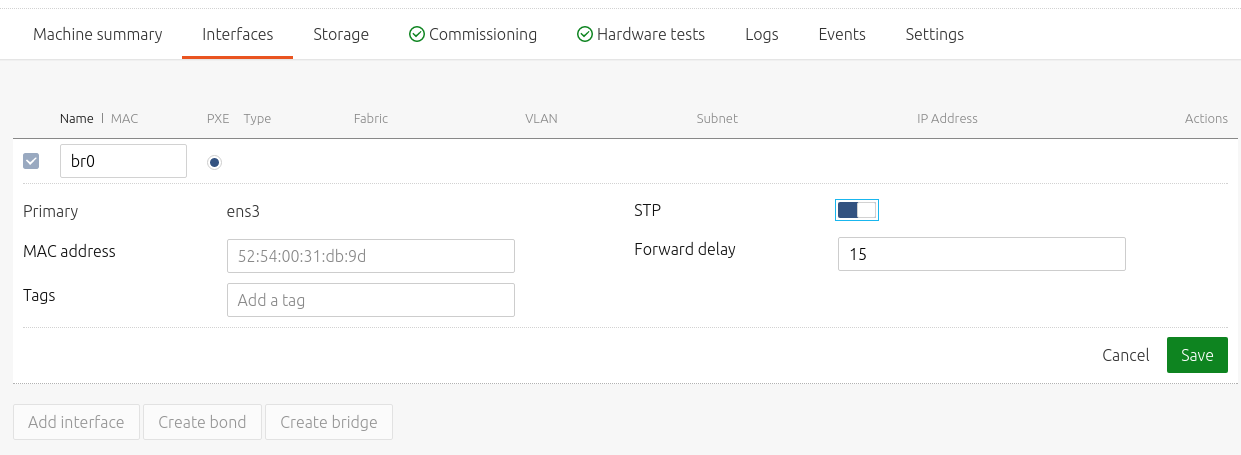 Machine summary Interfaces Storage Commissioning Hardware tests Logs Events Settings
Name | MAC PXE Type Fabric VLAN Subnet IP Address Actions
br0
Primary ens3 STP
MAC address 52:54:00:31:db:9d Forward delay 15
Tags Add a tag
Cancel Save
Add interface Create bond Create bridge